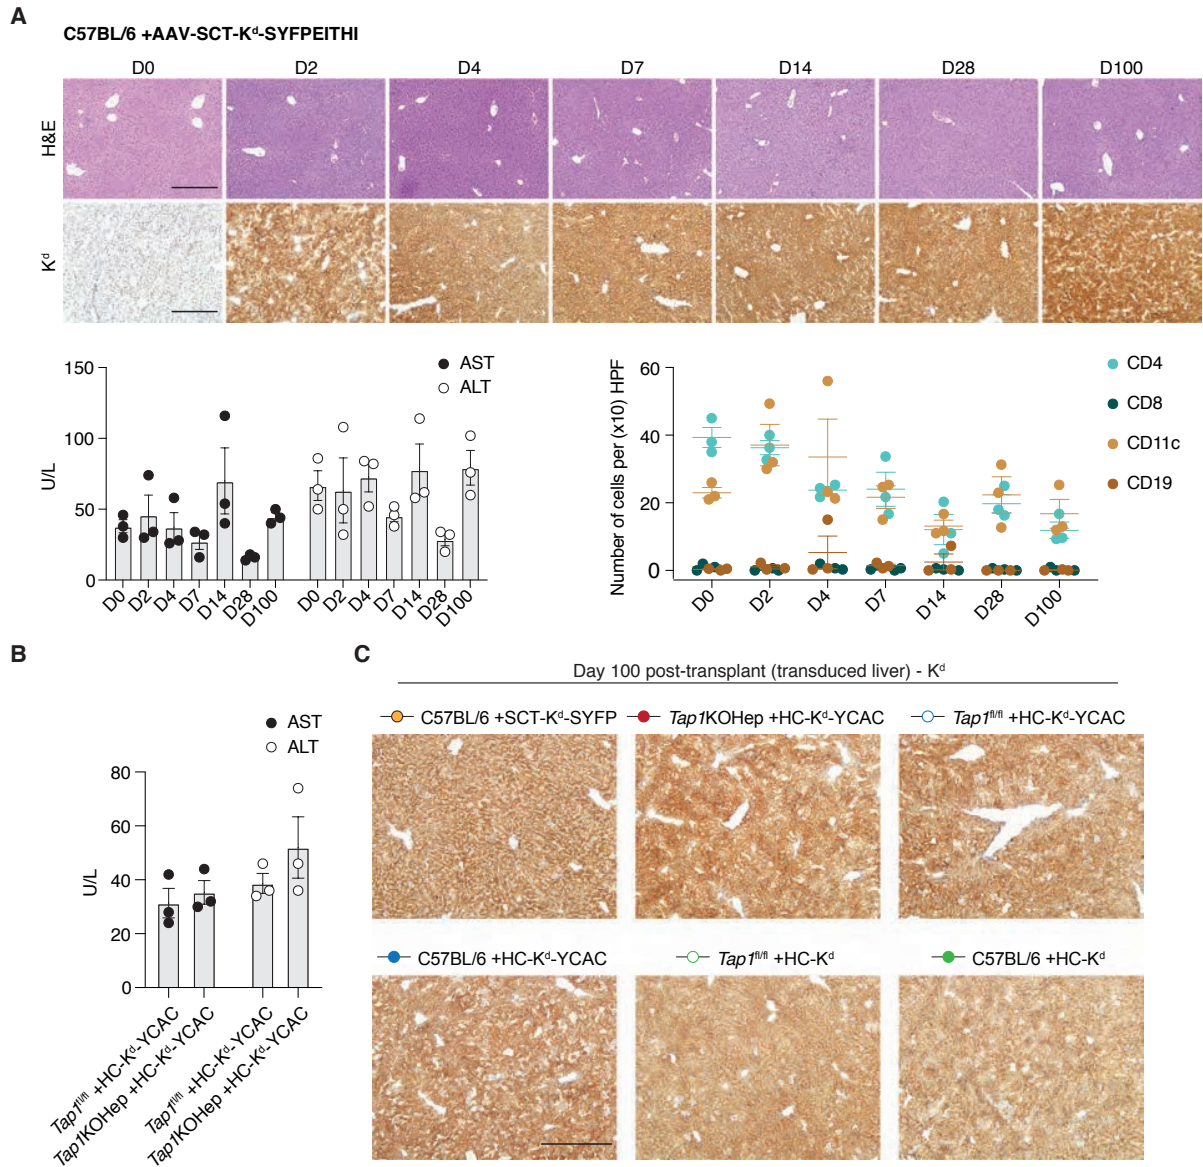 A
C57BL/6 +AAV-SCT-Kᵈ-SYFPEITHI
D0 D2 D4 D7 D14 D28 D100
H&E
Kᵈ
150
100
50
0
U/L
AST
ALT
D0 D2 D4 D7 D14 D28 D100 D0 D2 D4 D7 D14 D28 D100
60
40
20
0
Number of cells per (x10) HPF
CD4
CD8
CD11c
CD19
D0 D2 D4 D7 D14 D28 D100
B
AST
ALT
80
60
40
20
0
U/L
Tap1ᶠˡ/ᶠˡ +HC-Kᵈ-YCAC
Tap1KOHep +HC-Kᵈ-YCAC
Tap1ᶠˡ/ᶠˡ +HC-Kᵈ-YCAC
Tap1KOHep +HC-Kᵈ-YCAC
C
Day 100 post-transplant (transduced liver) - Kᵈ
C57BL/6 +SCT-Kᵈ-SYFP Tap1KOHep +HC-Kᵈ-YCAC Tap1ᶠˡ/ᶠˡ +HC-Kᵈ-YCAC
C57BL/6 +HC-Kᵈ-YCAC Tap1ᶠˡ/ᶠˡ +HC-Kᵈ C57BL/6 +HC-Kᵈ